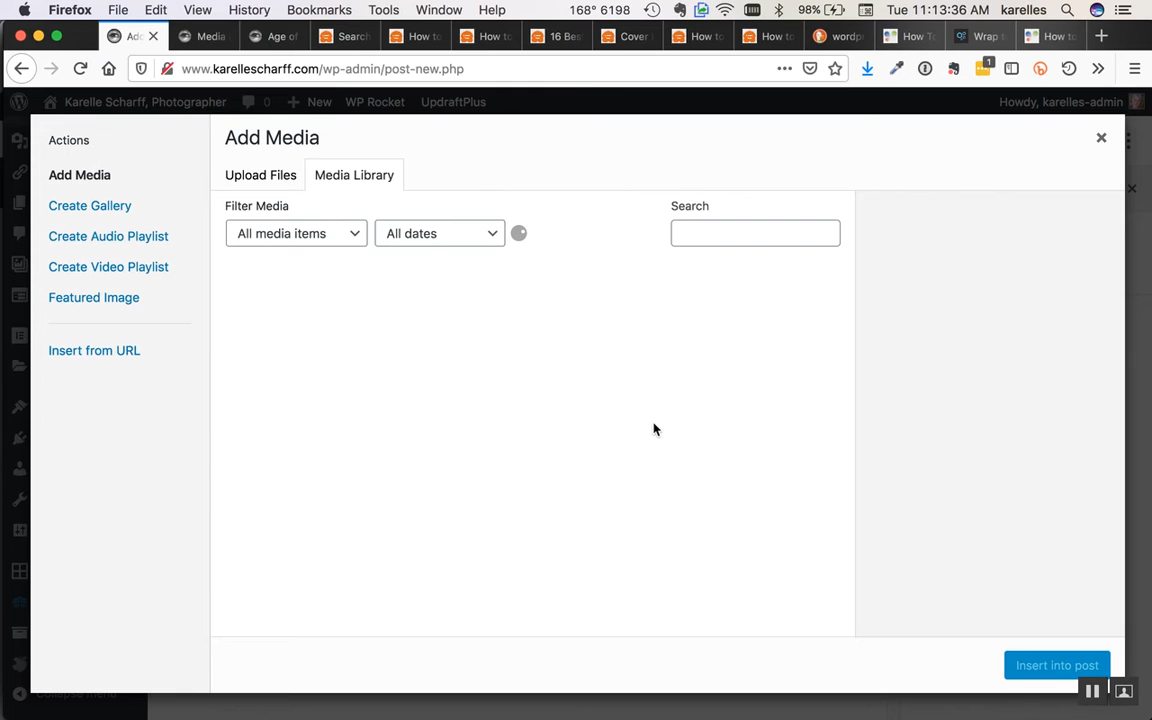 Firefox File Edit View History Bookmarks Tools Window Help 168° 6198 98% Tue 11:13:36 AM karelles
Ad Media Age of Search How to How to 16 Bes Cover How to How to wordp How T Wrap t How to
www.karellescharff.com/wp-admin/post-new.php 1
Karelle Scharff, Photographer 0 New WP Rocket UpdraftPlus Howdy, karelles-admin
Actions
Add Media
Create Gallery
Create Audio Playlist
Create Video Playlist
Featured Image
Insert from URL
Add Media
Upload Files Media Library
Filter Media Search
All media items All dates
Insert into post
Collapse menu